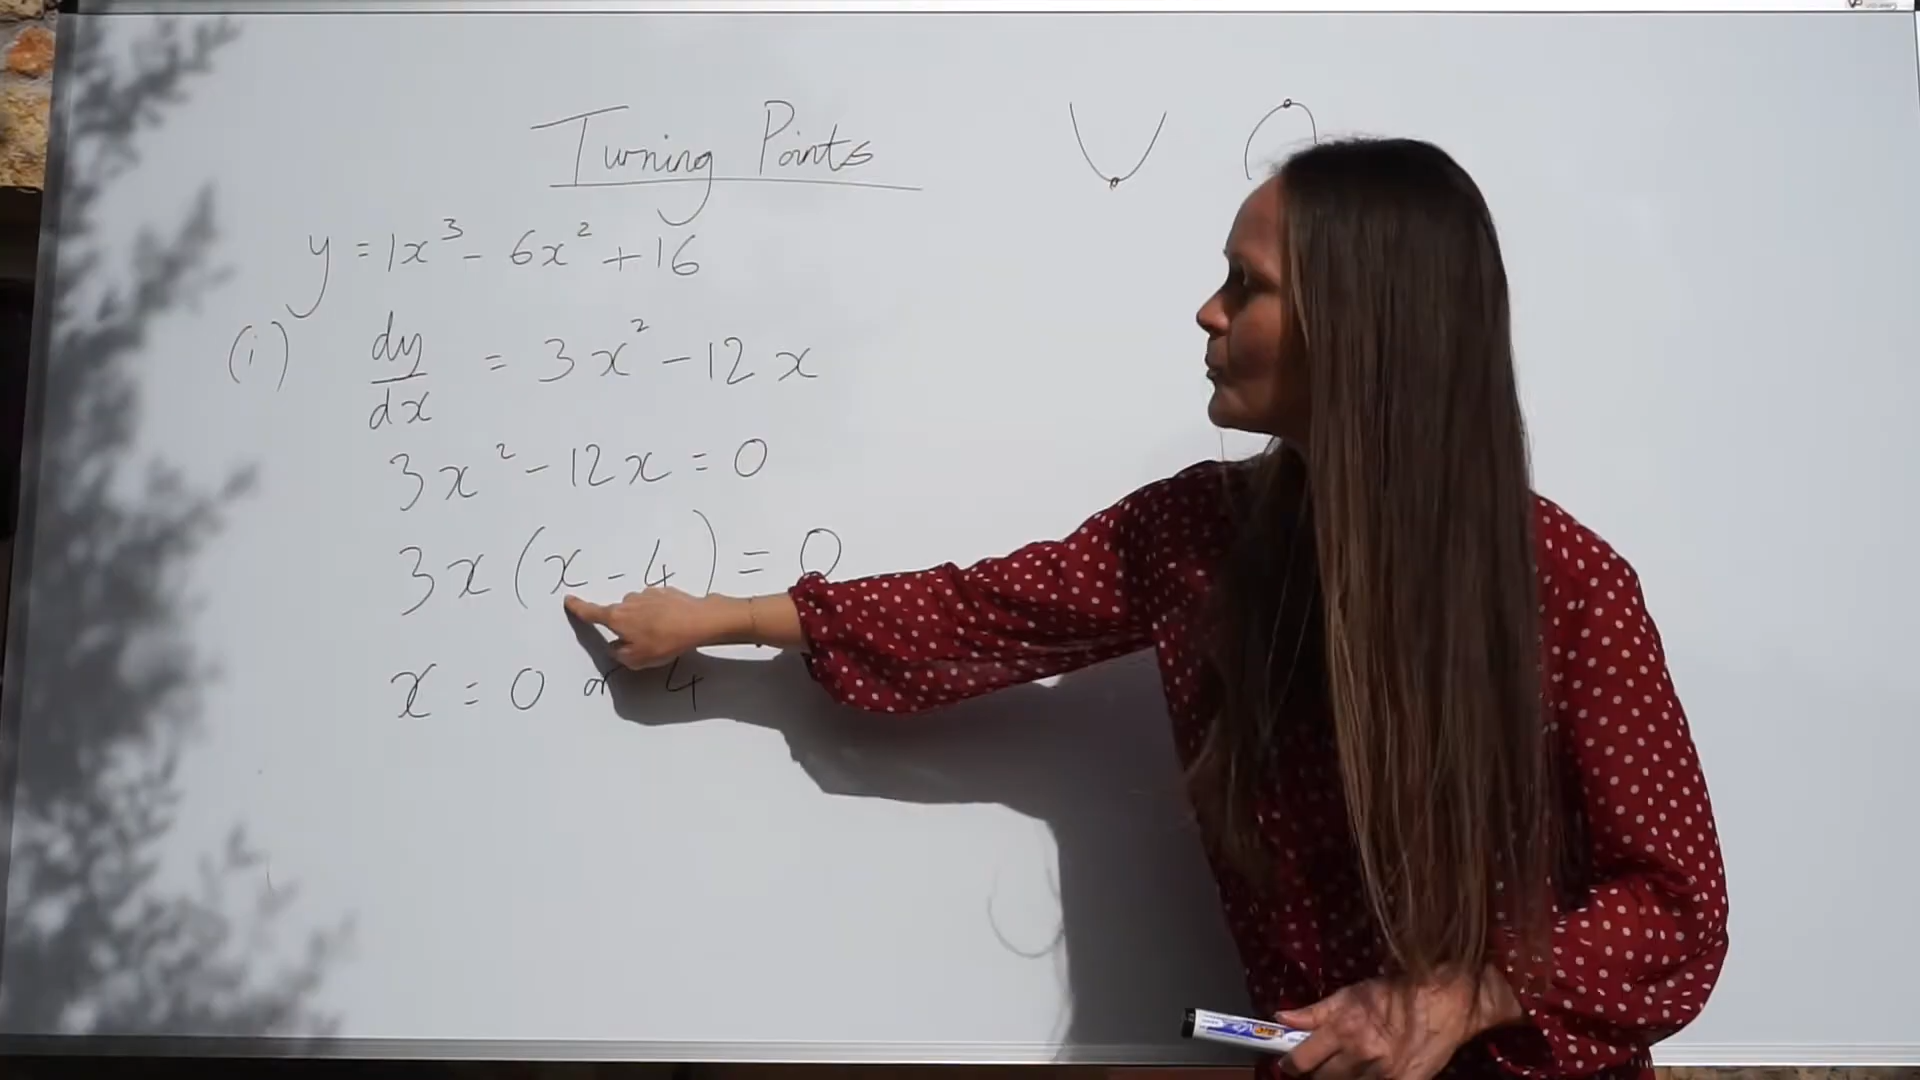 Turning Points
y = 1x³ - 6x² + 16
(i) dy/dx = 3x² - 12x
3x² - 12x = 0
3x(x - 4) = 0
x = 0 or 4